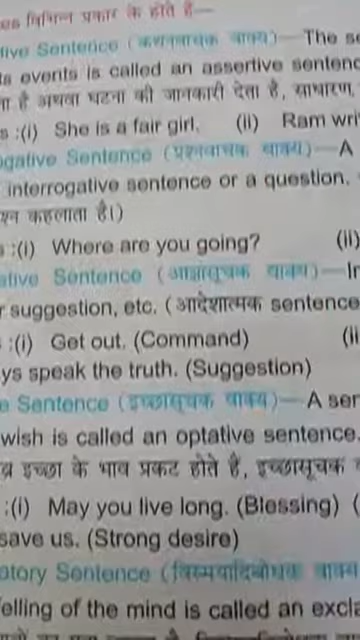 es विभिन्न प्रकार के होते हैं—
tive Sentence (कथनवाचक वाक्य)—The se
ts events is called an assertive sentenc
ता है अथवा घटना की जानकारी देता है, साधारण
s :(i) She is a fair girl. (ii) Ram wri
ogative Sentence (प्रश्नवाचक वाक्य)—A
interrogative sentence or a question.
श्न कहलाता है।)
s :(i) Where are you going? (ii)
ative Sentence (आज्ञासूचक वाक्य)—In
r suggestion, etc. (आदेशात्मक sentence
:(i) Get out. (Command) (ii
ys speak the truth. (Suggestion)
e Sentence (इच्छासूचक वाक्य)—A sen
wish is called an optative sentence.
व्र इच्छा के भाव प्रकट होते हैं, इच्छासूचक व
:(i) May you live long. (Blessing) (
save us. (Strong desire)
atory Sentence (विस्मयादिबोधक वाक्य
eelling of the mind is called an excla